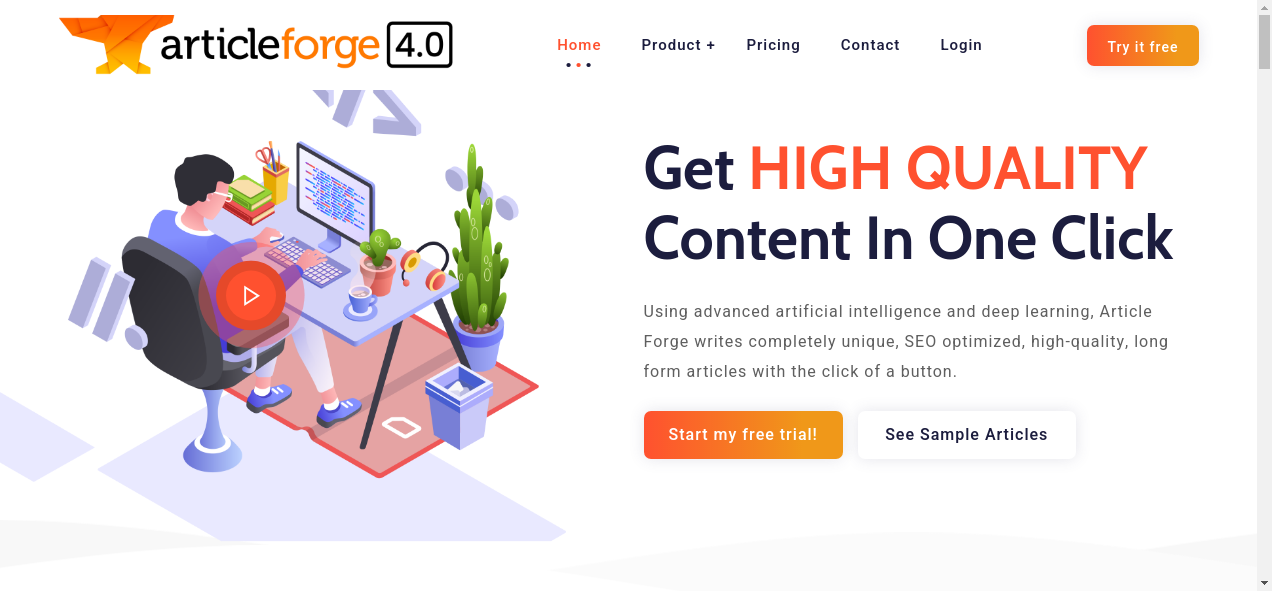 articleforge 4.0
Home
Product +
Pricing
Contact
Login
Try it free
Get HIGH QUALITY
Content In One Click
Using advanced artificial intelligence and deep learning, Article
Forge writes completely unique, SEO optimized, high-quality, long
form articles with the click of a button.
Start my free trial!
See Sample Articles